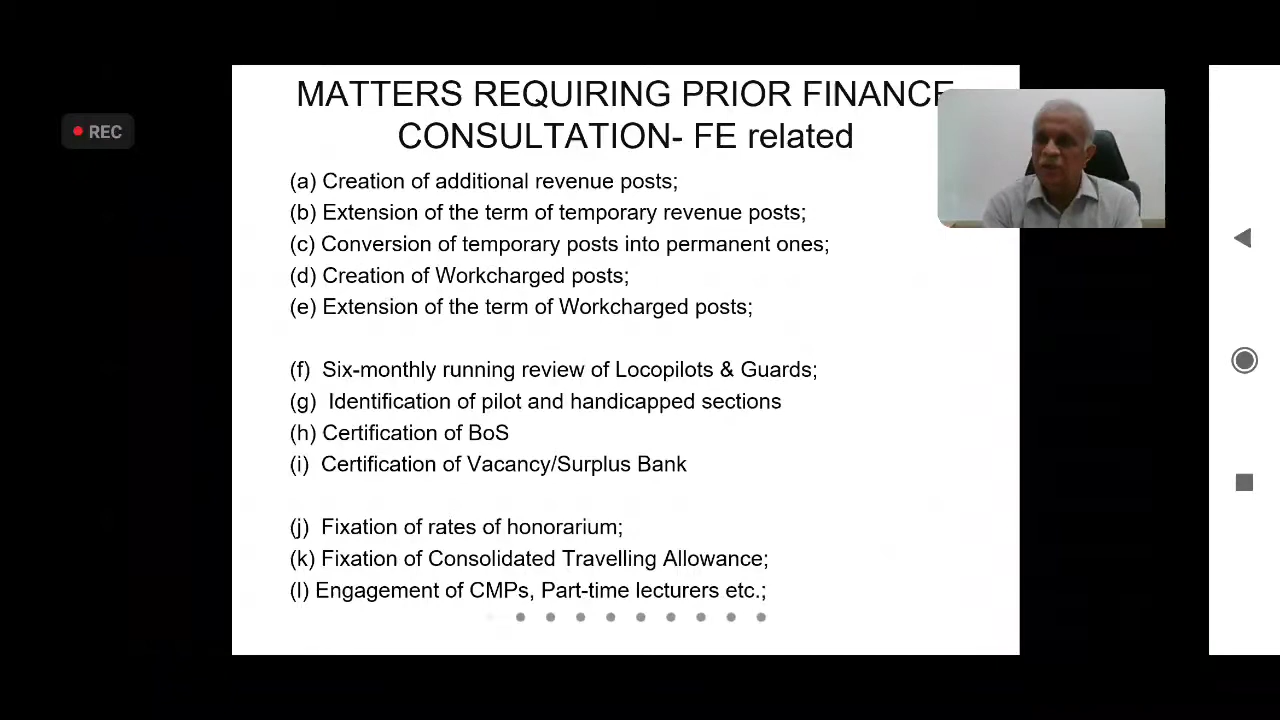 MATTERS REQUIRING PRIOR FINANCE
CONSULTATION- FE related
REC
(a) Creation of additional revenue posts;
(b) Extension of the term of temporary revenue posts;
(c) Conversion of temporary posts into permanent ones;
(d) Creation of Workcharged posts;
(e) Extension of the term of Workcharged posts;
(f) Six-monthly running review of Locopilots & Guards;
(g) Identification of pilot and handicapped sections
(h) Certification of BoS
(i) Certification of Vacancy/Surplus Bank
(j) Fixation of rates of honorarium;
(k) Fixation of Consolidated Travelling Allowance;
(l) Engagement of CMPs, Part-time lecturers etc.;